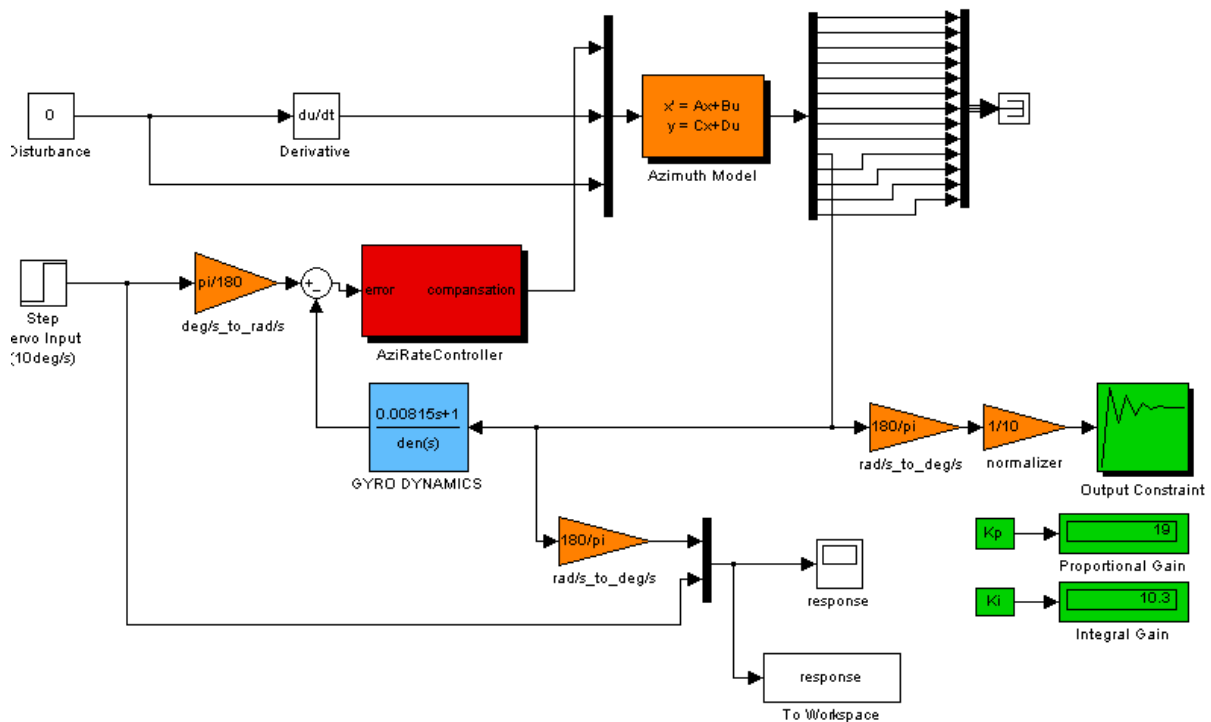 0
Disturbance
du/dt
Derivative
x' = Ax+Bu
y = Cx+Du
Azimuth Model
Step
ervo Input
(10deg/s)
pi/180
deg/s_to_rad/s
+
-
error
compansation
AziRateController
0.00815s+1
den(s)
GYRO DYNAMICS
180/pi
rad/s_to_deg/s
1/10
normalizer
Output Constraint
180/pi
rad/s_to_deg/s
response
Kp
19
Proportional Gain
Ki
10.3
Integral Gain
response
To Workspace